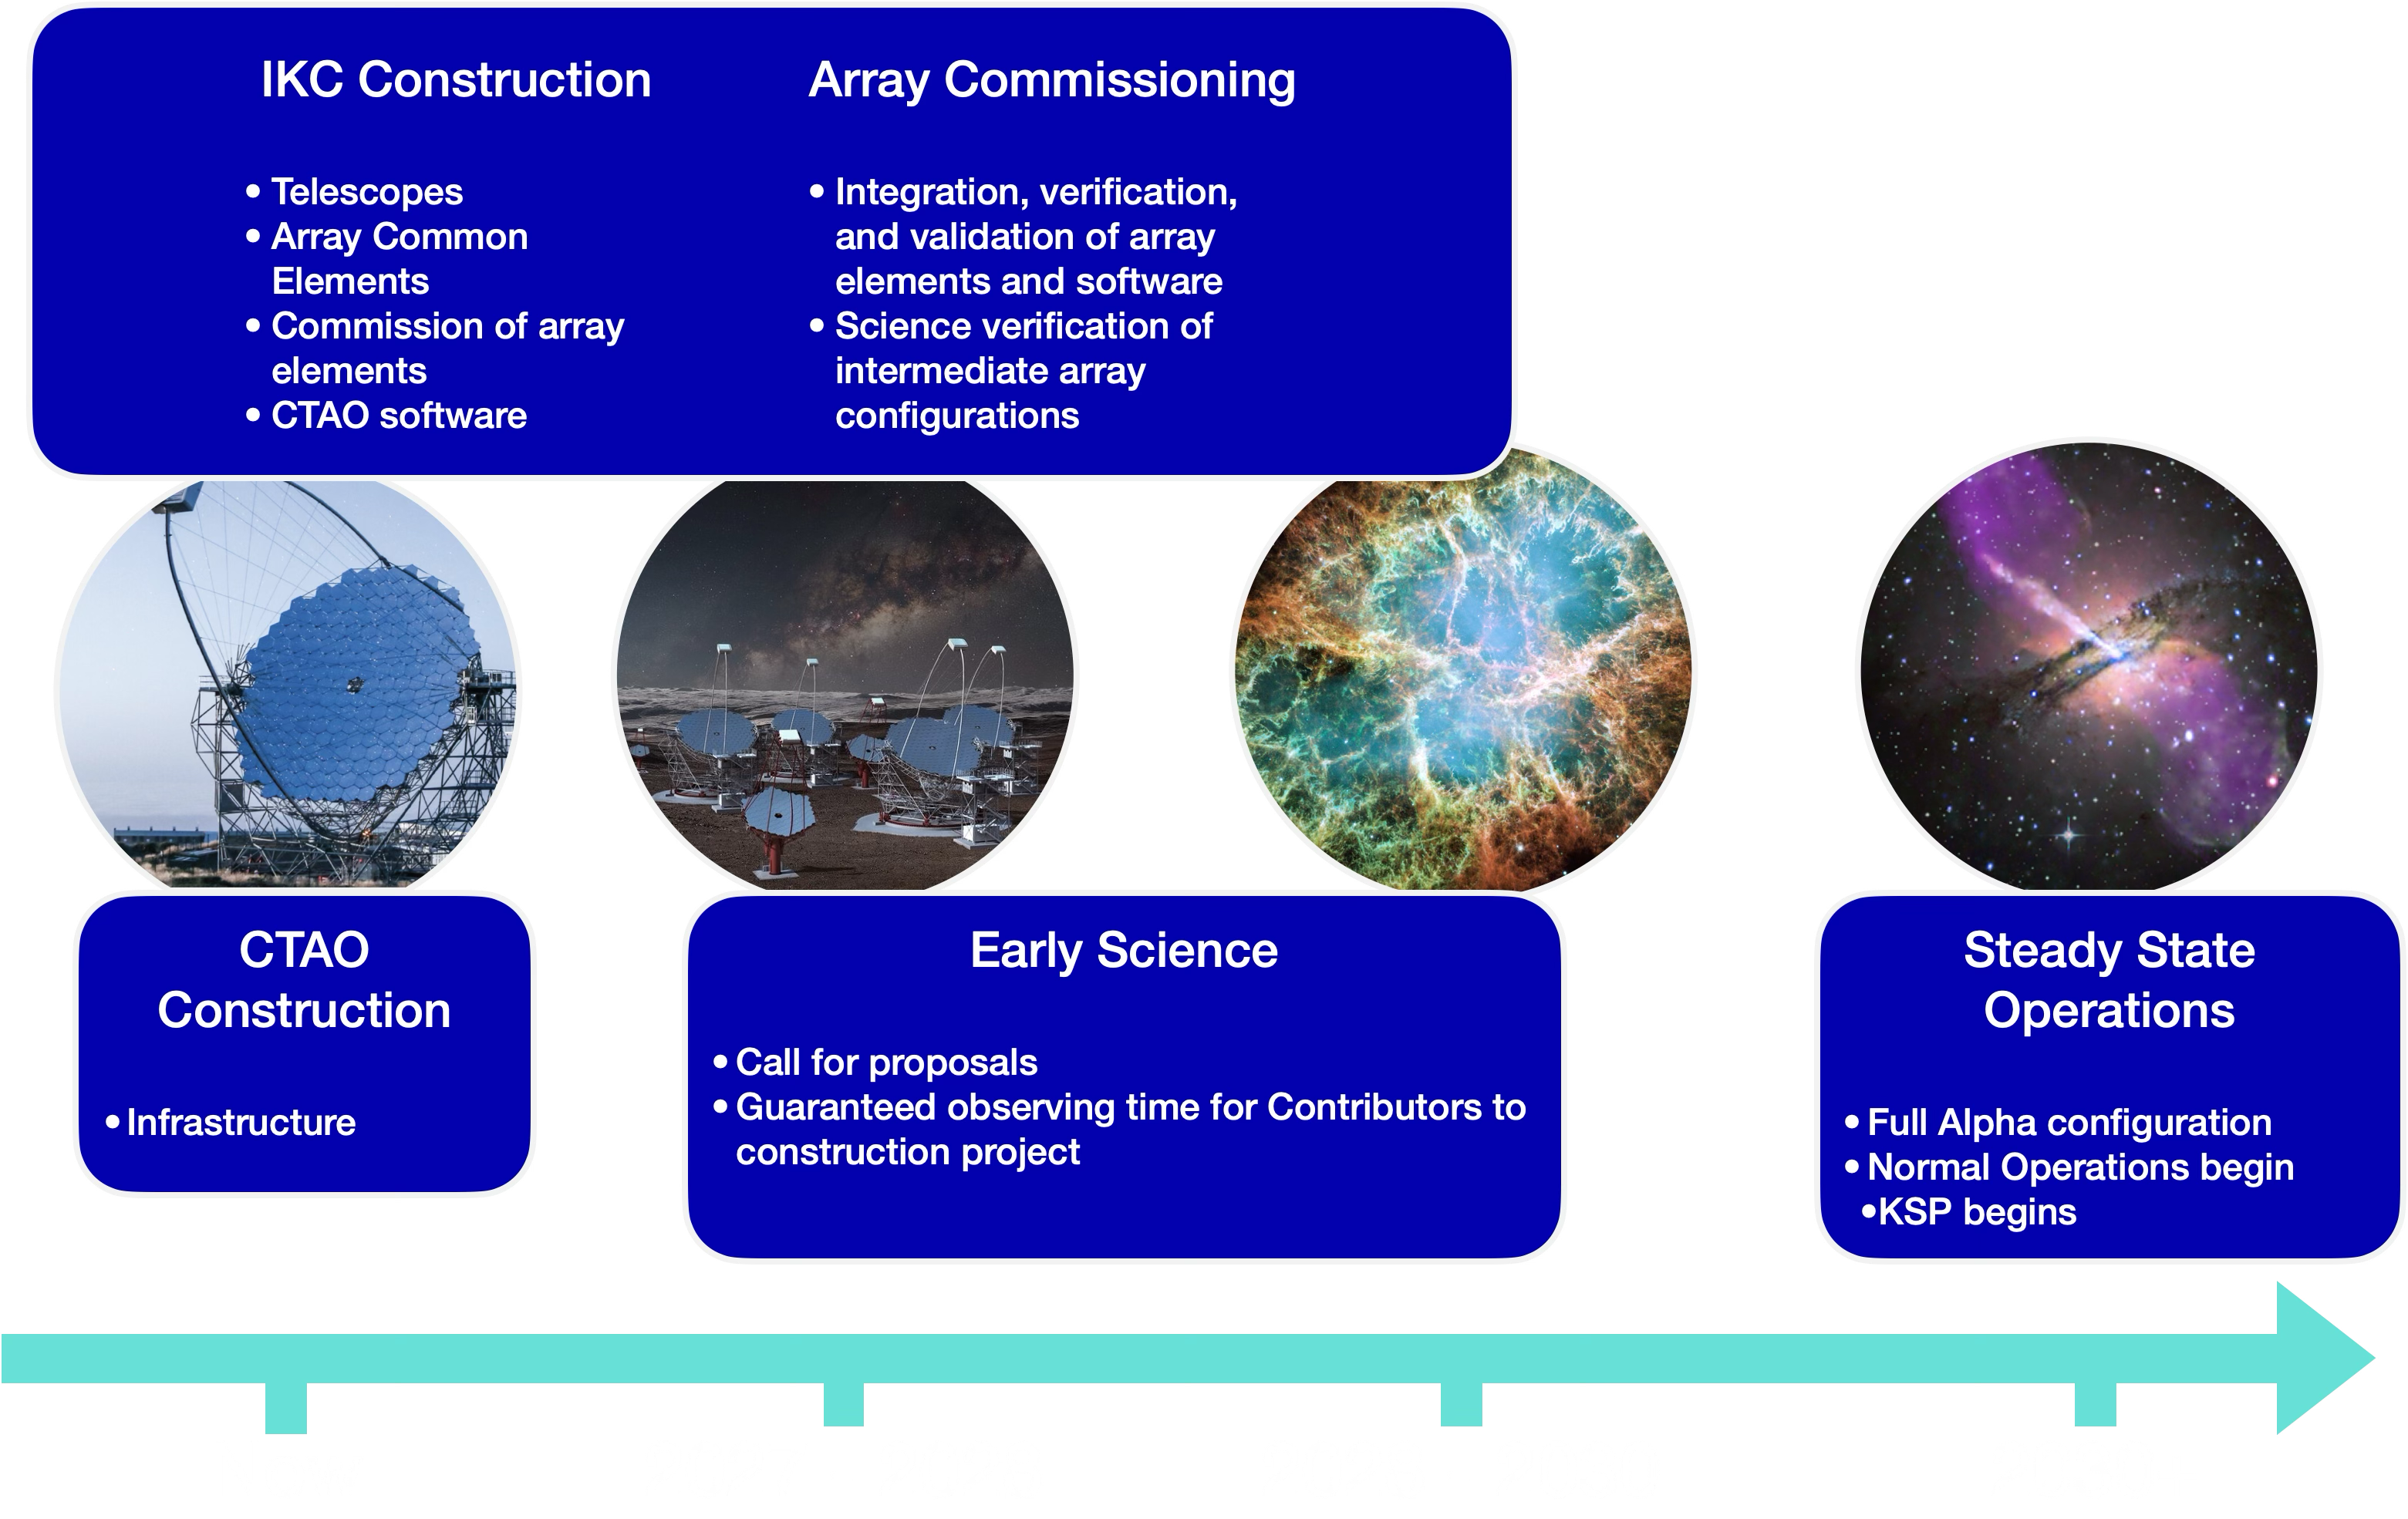 IKC Construction
• Telescopes
• Array Common
Elements
• Commission of array
elements
• CTAO software
Array Commissioning
• Integration, verification,
and validation of array
elements and software
• Science verification of
intermediate array
configurations
CTAO
Construction
• Infrastructure
Early Science
• Call for proposals
• Guaranteed observing time for Contributors to
construction project
Steady State
Operations
• Full Alpha configuration
• Normal Operations begin
•KSP begins